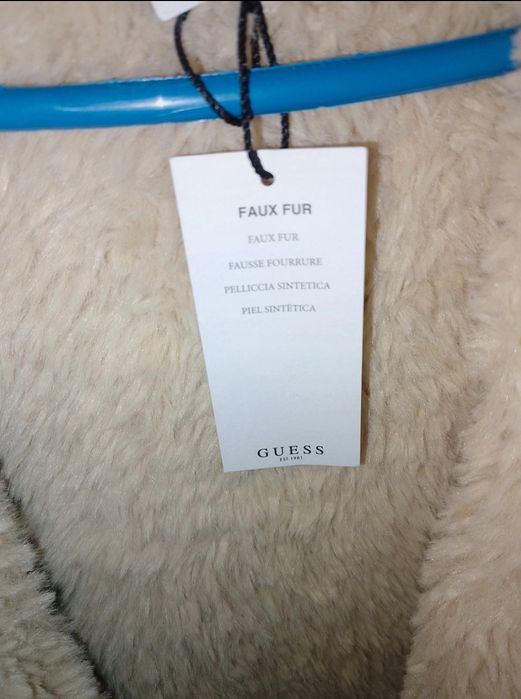 FAUX FUR
FAUX FUR
FAUSSE FOURRURE
PELLICCIA SINTETICA
PIEL SINTÉTICA
GUESS
EST. 1981